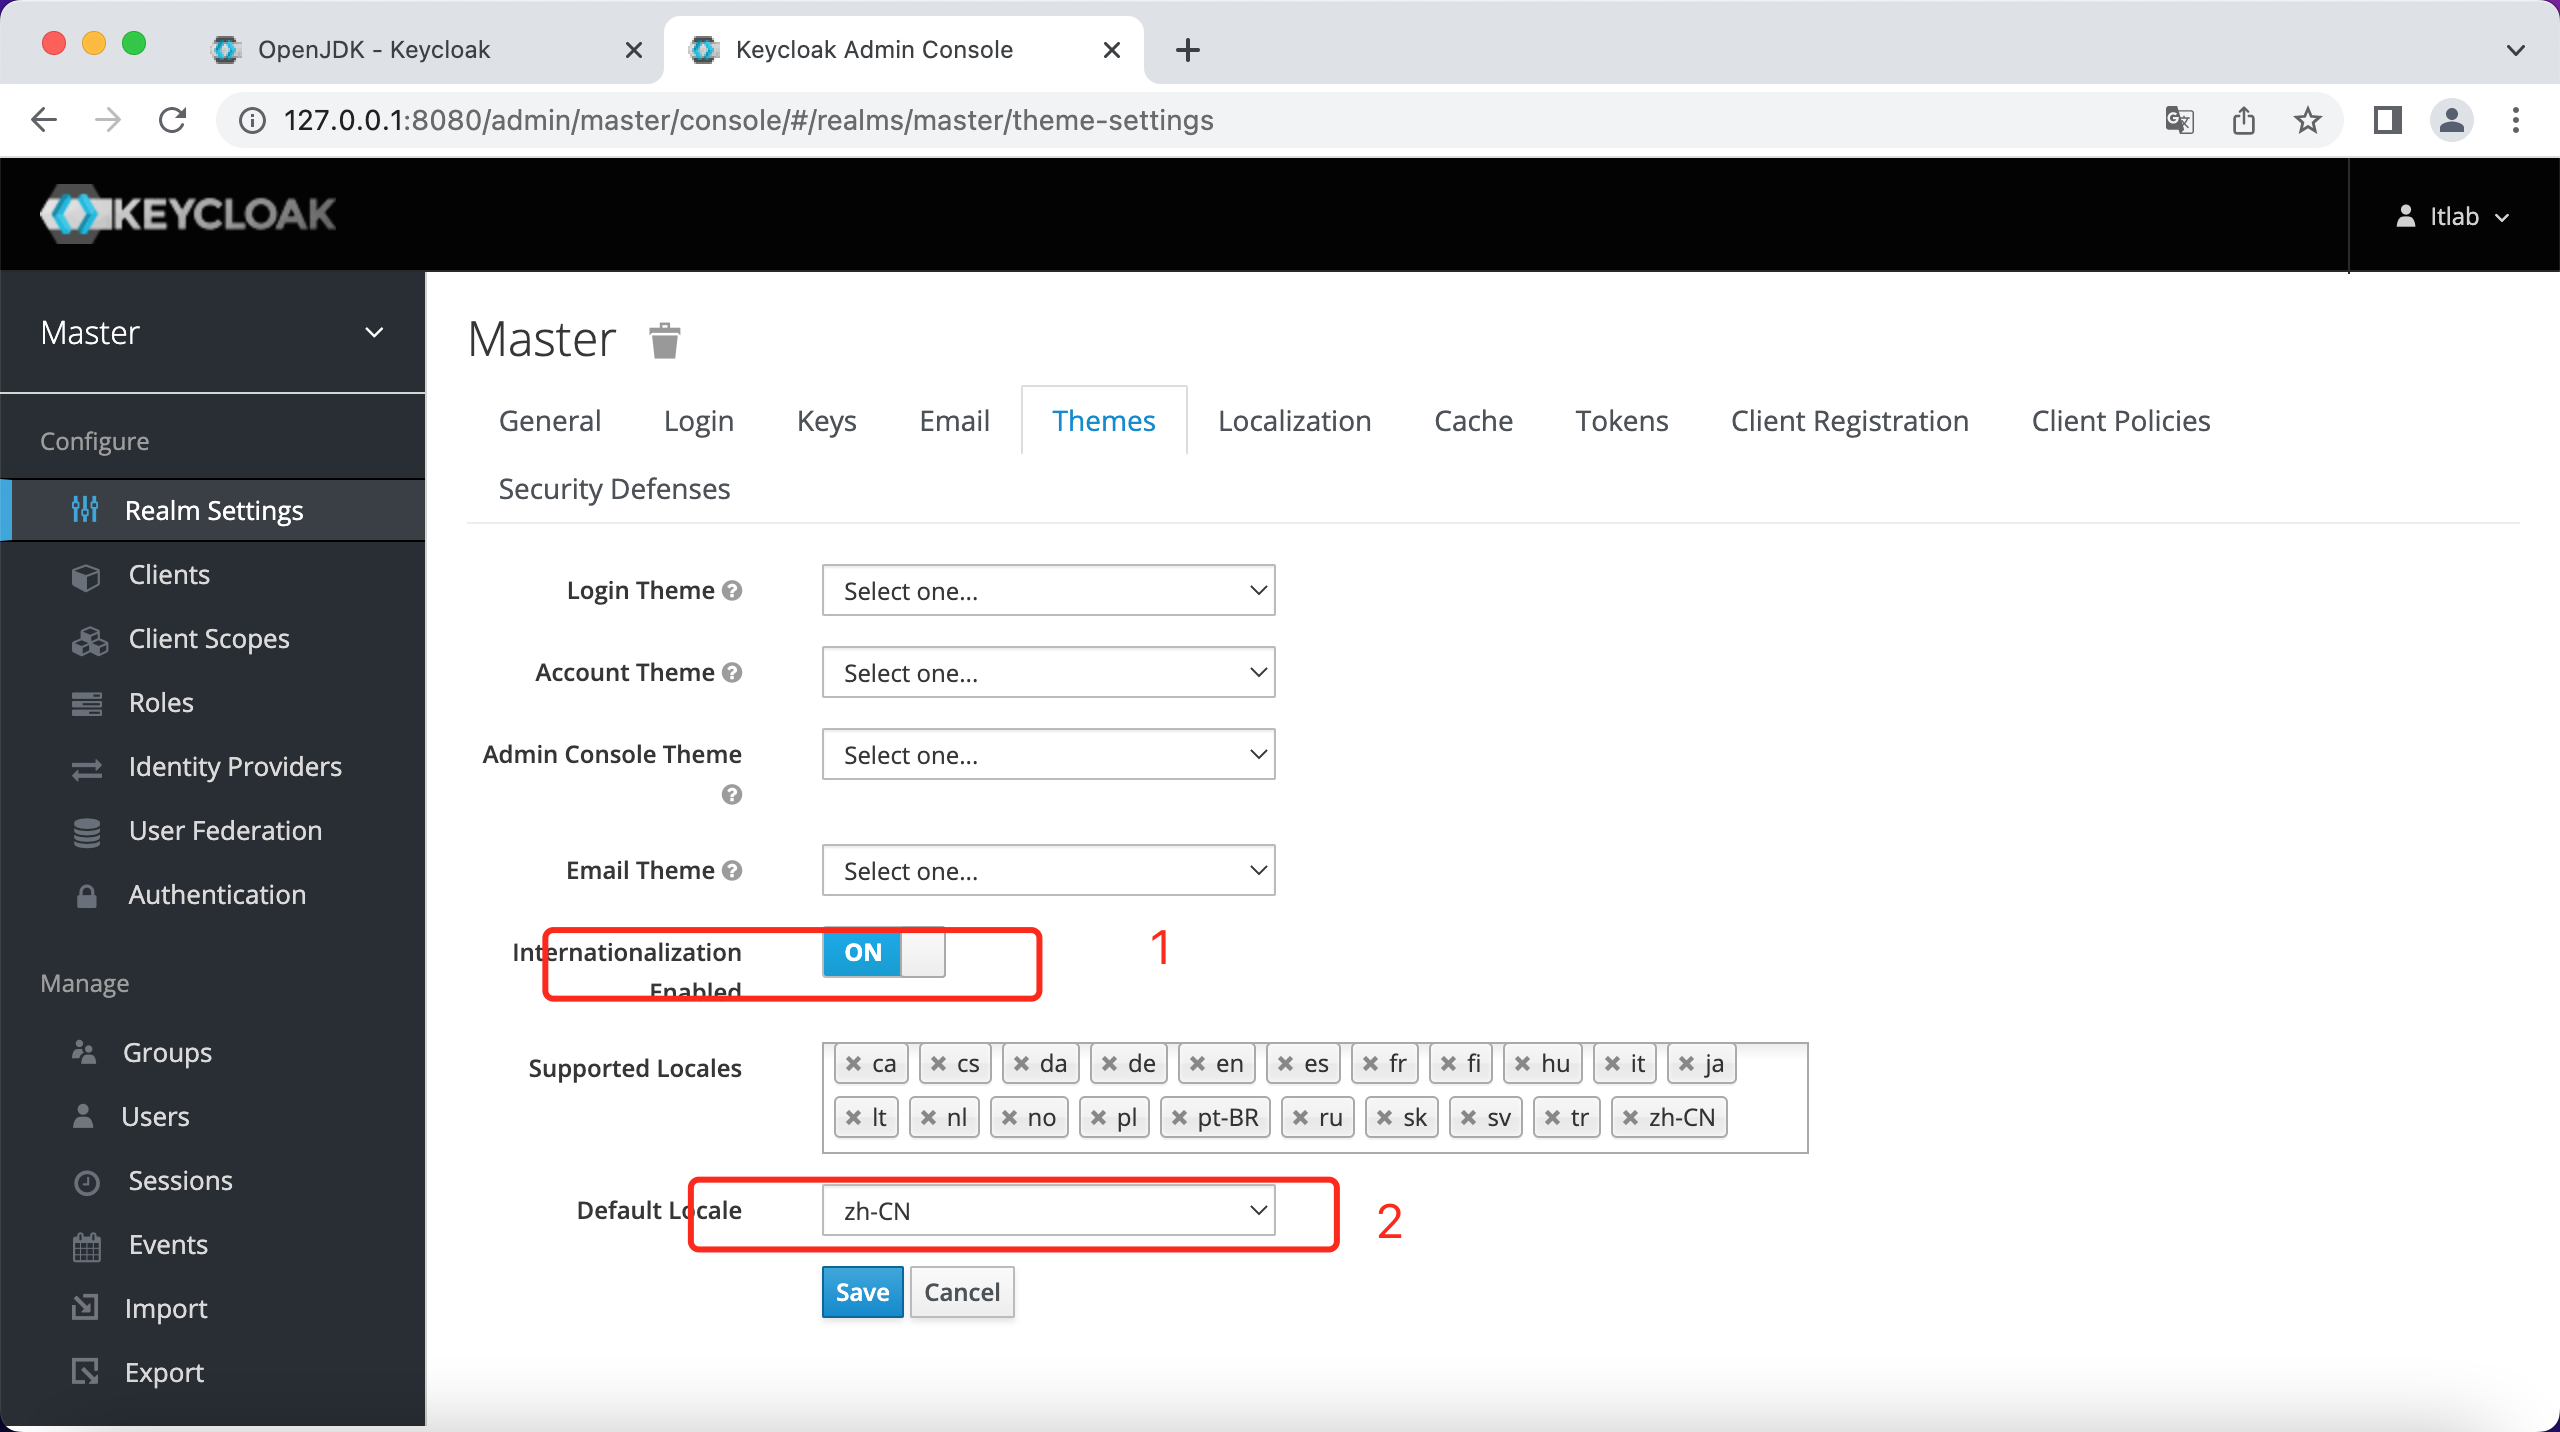 OpenJDK - Keycloak
Keycloak Admin Console
127.0.0.1:8080/admin/master/console/#/realms/master/theme-settings
KEYCLOAK
ltlab
Master
Configure
Realm Settings
Clients
Client Scopes
Roles
Identity Providers
User Federation
Authentication
Manage
Groups
Users
Sessions
Events
Import
Export
Master
General Login Keys Email Themes Localization Cache Tokens Client Registration Client Policies
Security Defenses
Login Theme Select one...
Account Theme Select one...
Admin Console Theme Select one...
Email Theme Select one...
Internationalization ON 1
Enabled
Supported Locales ca cs da de en es fr fi hu it ja
lt nl no pl pt-BR ru sk sv tr zh-CN
Default Locale zh-CN 2
Save Cancel